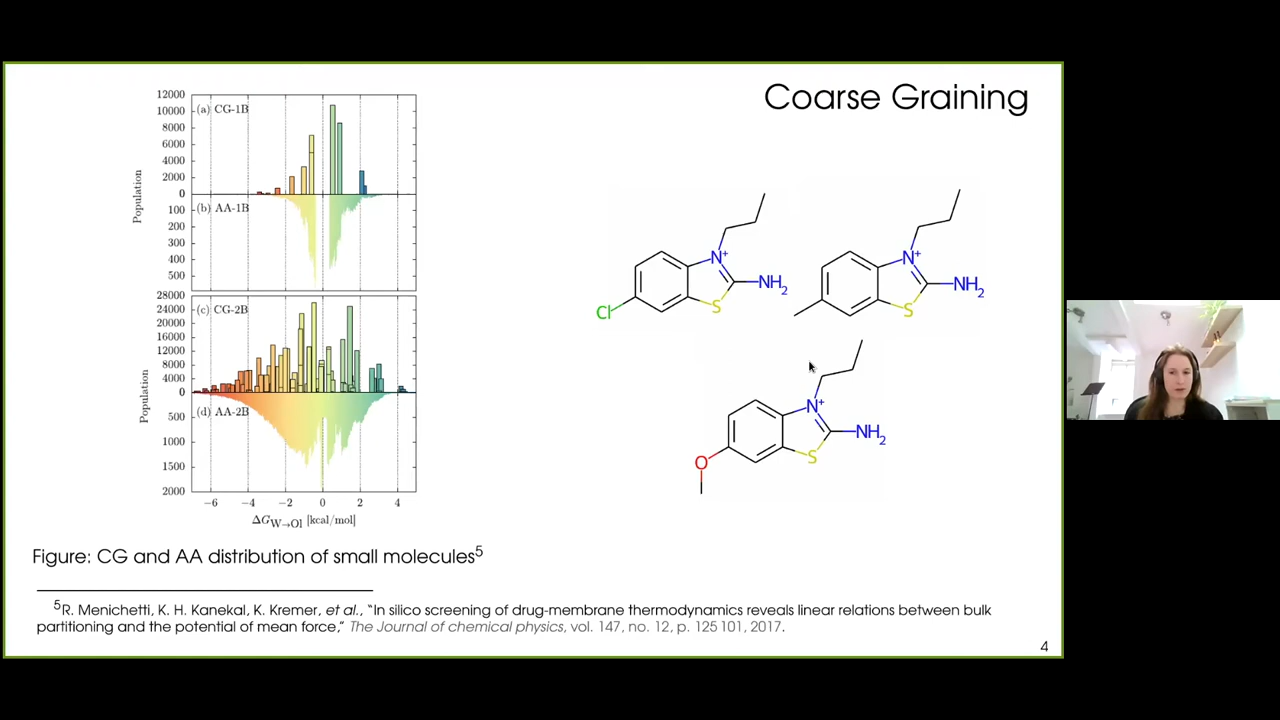 Coarse Graining
12000
10000
8000
6000
4000
2000
0
(a) CG-1B
Population
100
200
300
400
500
(b) AA-1B
28000
24000
20000
16000
12000
8000
4000
0
(c) CG-2B
Population
500
1000
1500
2000
(d) AA-2B
−6 −4 −2 0 2 4
ΔG_W→Ol [kcal/mol]
N+
NH2
S
Cl
N+
NH2
S
N+
NH2
S
O
Figure: CG and AA distribution of small molecules5
5R. Menichetti, K. H. Kanekal, K. Kremer, et al., “In silico screening of drug-membrane thermodynamics reveals linear relations between bulk
partitioning and the potential of mean force,” The Journal of chemical physics, vol. 147, no. 12, p. 125 101, 2017.
4